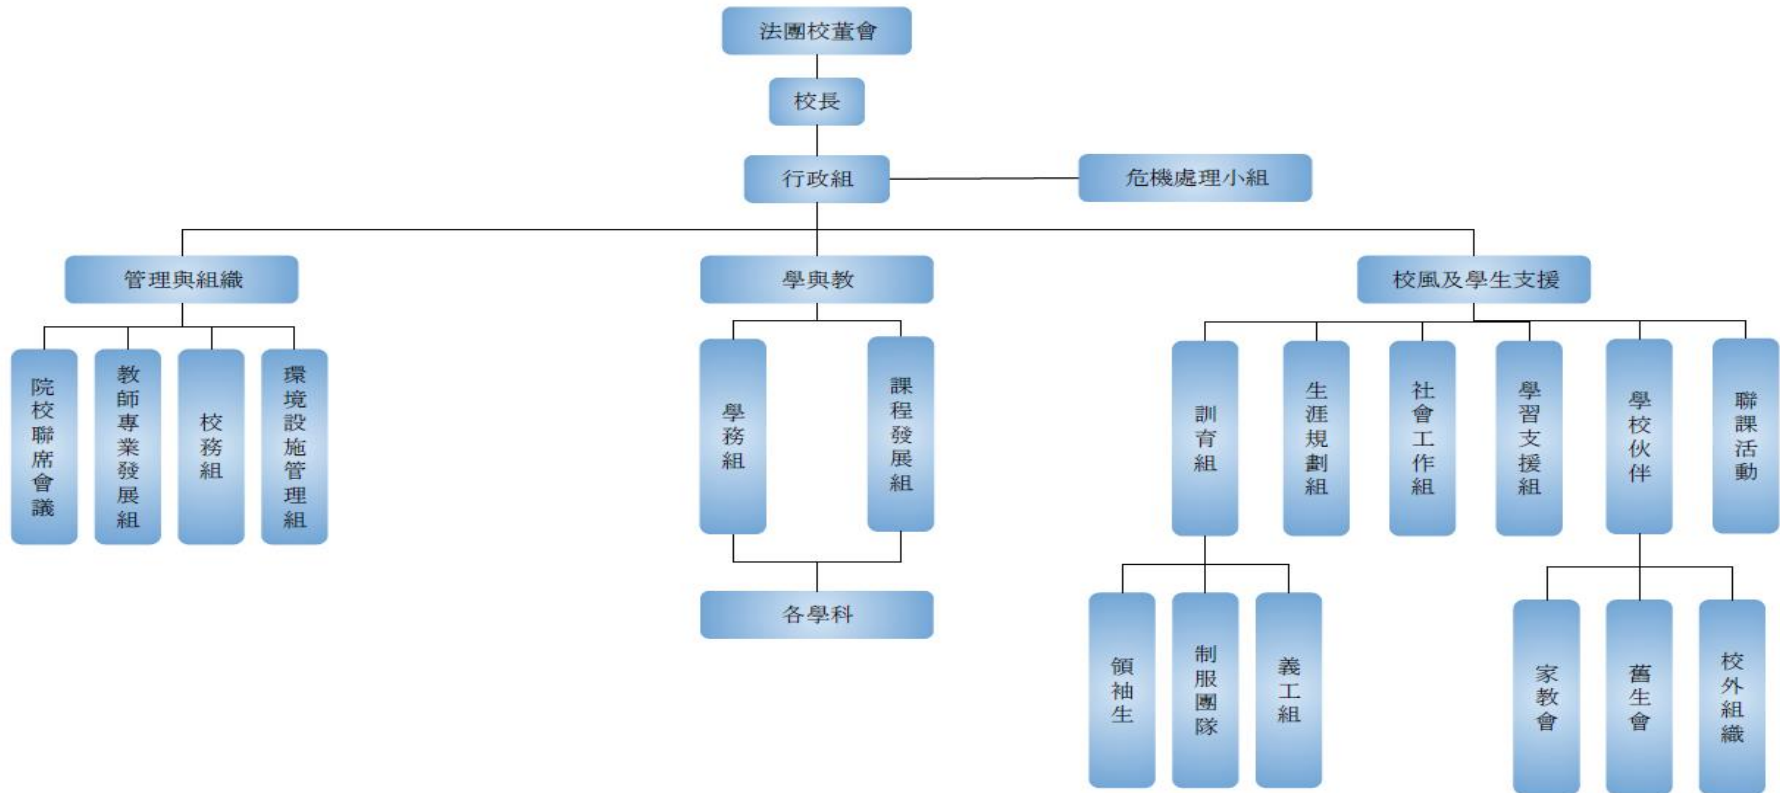 法團校董會
校長
行政組
危機處理小組
管理與組織
學與教
校風及學生支援
院校聯席會議
教師專業發展組
校務組
環境設施管理組
學務組
課程發展組
訓育組
生涯規劃組
社會工作組
學習支援組
學校伙伴
聯課活動
各學科
領袖生
制服團隊
義工組
家教會
舊生會
校外組織